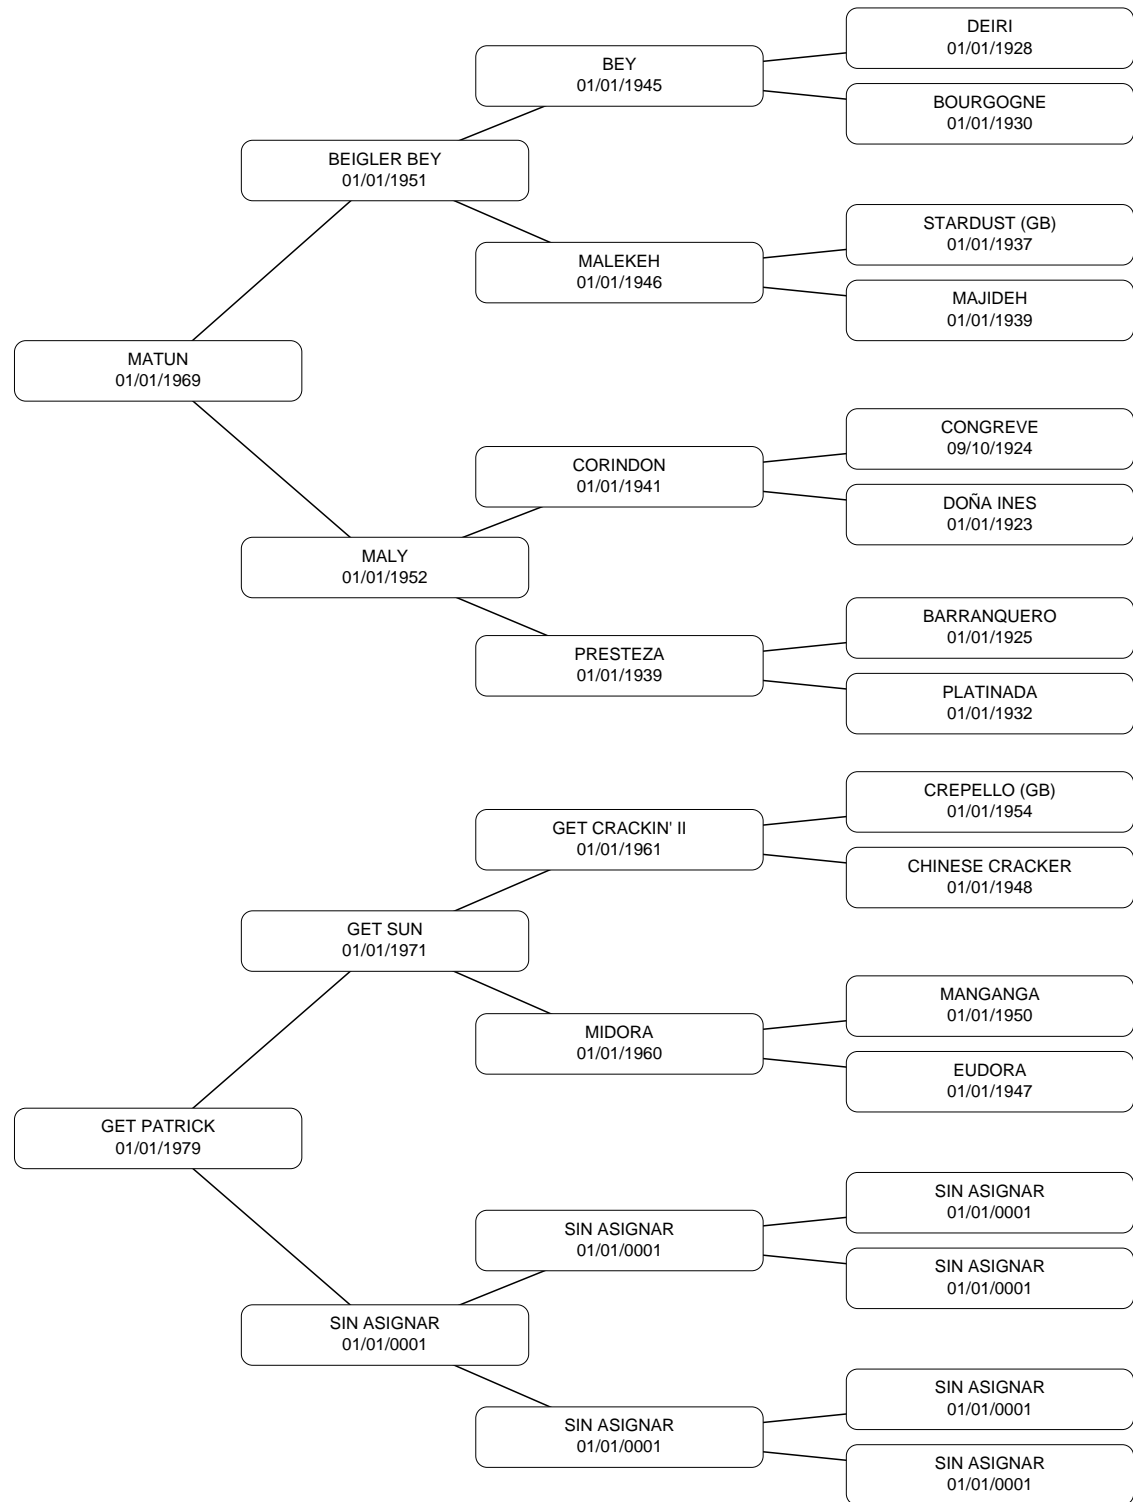 DEIRI
01/01/1928
BEY
01/01/1945
BOURGOGNE
01/01/1930
BEIGLER BEY
01/01/1951
STARDUST (GB)
01/01/1937
MALEKEH
01/01/1946
MAJIDEH
01/01/1939
MATUN
01/01/1969
CONGREVE
09/10/1924
CORINDON
01/01/1941
DOÑA INES
01/01/1923
MALY
01/01/1952
BARRANQUERO
01/01/1925
PRESTEZA
01/01/1939
PLATINADA
01/01/1932
CREPELLO (GB)
01/01/1954
GET CRACKIN' II
01/01/1961
CHINESE CRACKER
01/01/1948
GET SUN
01/01/1971
MANGANGA
01/01/1950
MIDORA
01/01/1960
EUDORA
01/01/1947
GET PATRICK
01/01/1979
SIN ASIGNAR
01/01/0001
SIN ASIGNAR
01/01/0001
SIN ASIGNAR
01/01/0001
SIN ASIGNAR
01/01/0001
SIN ASIGNAR
01/01/0001
SIN ASIGNAR
01/01/0001
SIN ASIGNAR
01/01/0001